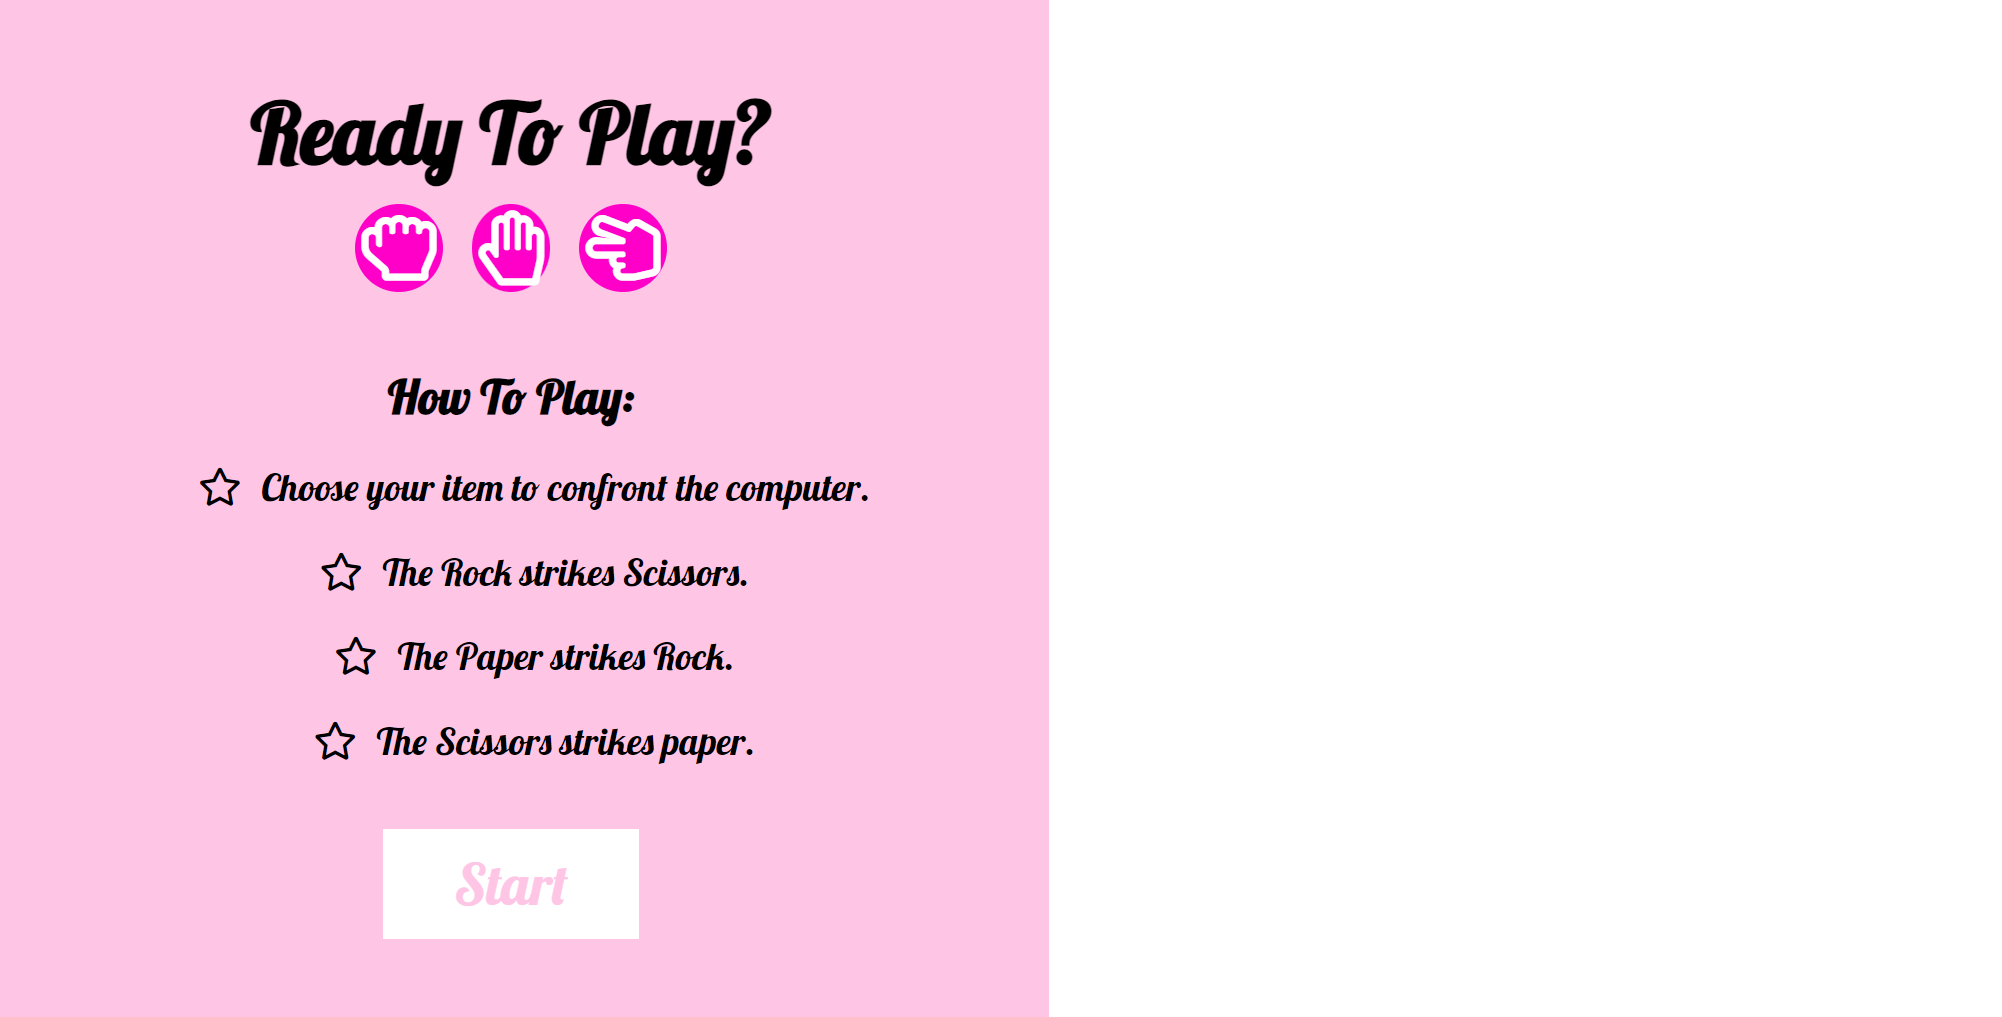 Ready To Play?
How To Play:
Choose your item to confront the computer.
The Rock strikes Scissors.
The Paper strikes Rock.
The Scissors strikes paper.
Start